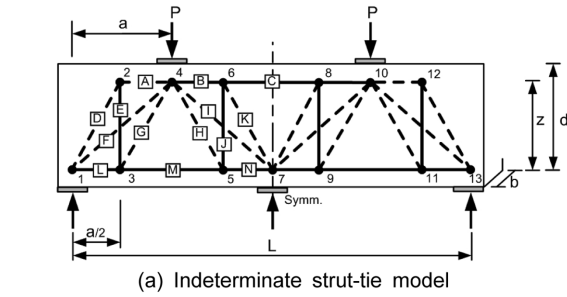 P P
a
2 A 4 B 6 C 8 10 12
D E F G H I J K
z d
L M N
1 3 5 7 9 11 13
Symm. b
a/2
L
(a) Indeterminate strut-tie model